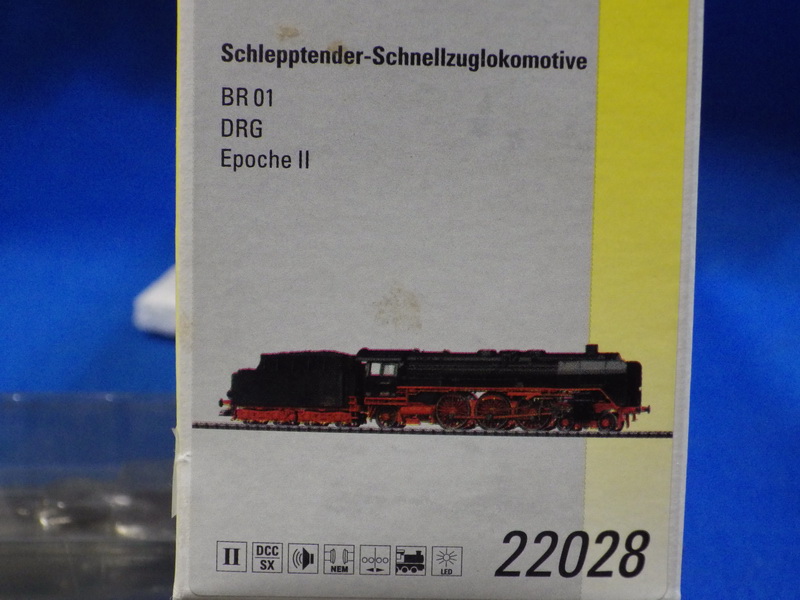 Schlepptender-Schnellzuglokomotive
BR 01
DRG
Epoche II
II
DCC
SX
NEM
LED
22028